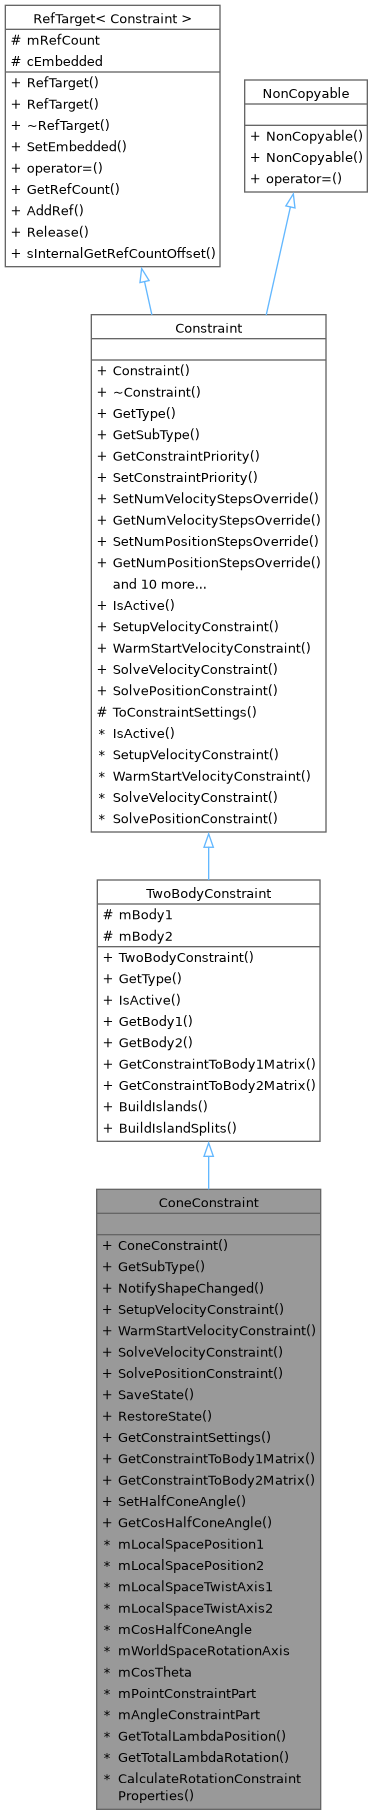 RefTarget< Constraint >
# mRefCount
# cEmbedded
+ RefTarget()
+ RefTarget()
+ ~RefTarget()
+ SetEmbedded()
+ operator=()
+ GetRefCount()
+ AddRef()
+ Release()
+ sInternalGetRefCountOffset()
NonCopyable
+ NonCopyable()
+ NonCopyable()
+ operator=()
Constraint
+ Constraint()
+ ~Constraint()
+ GetType()
+ GetSubType()
+ GetConstraintPriority()
+ SetConstraintPriority()
+ SetNumVelocityStepsOverride()
+ GetNumVelocityStepsOverride()
+ SetNumPositionStepsOverride()
+ GetNumPositionStepsOverride()
and 10 more...
+ IsActive()
+ SetupVelocityConstraint()
+ WarmStartVelocityConstraint()
+ SolveVelocityConstraint()
+ SolvePositionConstraint()
# ToConstraintSettings()
* IsActive()
* SetupVelocityConstraint()
* WarmStartVelocityConstraint()
* SolveVelocityConstraint()
* SolvePositionConstraint()
TwoBodyConstraint
# mBody1
# mBody2
+ TwoBodyConstraint()
+ GetType()
+ IsActive()
+ GetBody1()
+ GetBody2()
+ GetConstraintToBody1Matrix()
+ GetConstraintToBody2Matrix()
+ BuildIslands()
+ BuildIslandSplits()
ConeConstraint
+ ConeConstraint()
+ GetSubType()
+ NotifyShapeChanged()
+ SetupVelocityConstraint()
+ WarmStartVelocityConstraint()
+ SolveVelocityConstraint()
+ SolvePositionConstraint()
+ SaveState()
+ RestoreState()
+ GetConstraintSettings()
+ GetConstraintToBody1Matrix()
+ GetConstraintToBody2Matrix()
+ SetHalfConeAngle()
+ GetCosHalfConeAngle()
* mLocalSpacePosition1
* mLocalSpacePosition2
* mLocalSpaceTwistAxis1
* mLocalSpaceTwistAxis2
* mCosHalfConeAngle
* mWorldSpaceRotationAxis
* mCosTheta
* mPointConstraintPart
* mAngleConstraintPart
* GetTotalLambdaPosition()
* GetTotalLambdaRotation()
* CalculateRotationConstraint
Properties()